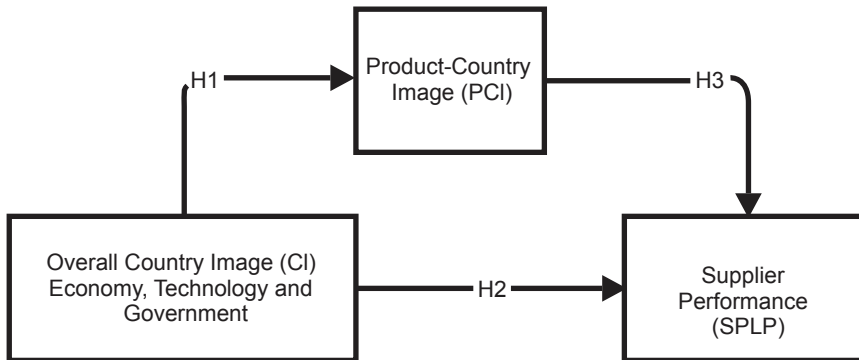 H1
Product-Country
Image (PCI)
H3
Overall Country Image (CI)
Economy, Technology and
Government
H2
Supplier
Performance
(SPLP)